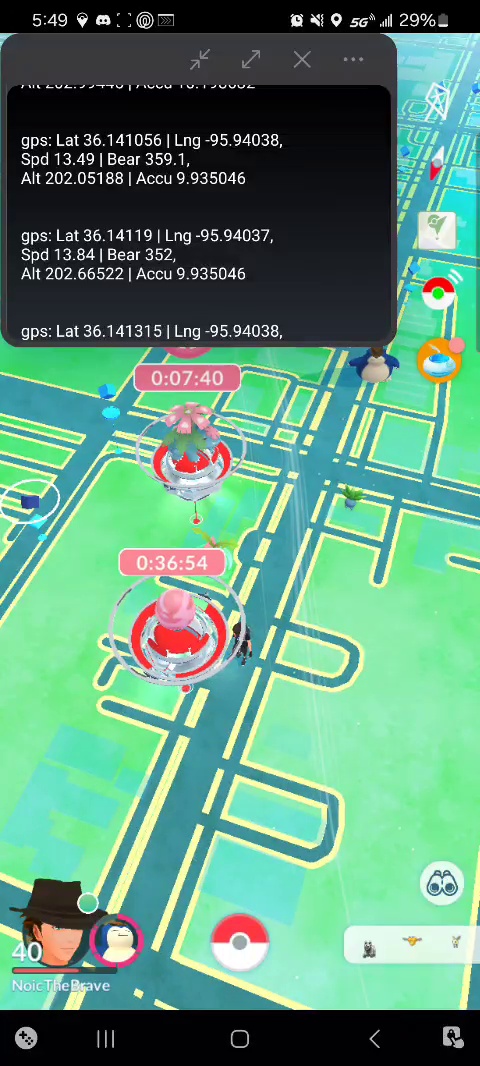 5:49
5G
29%
gps: Lat 36.141056 | Lng -95.94038,
Spd 13.49 | Bear 359.1,
Alt 202.05188 | Accu 9.935046
gps: Lat 36.14119 | Lng -95.94037,
Spd 13.84 | Bear 352,
Alt 202.66522 | Accu 9.935046
gps: Lat 36.141315 | Lng -95.94038,
0:07:40
0:36:54
40
NoicTheBrave